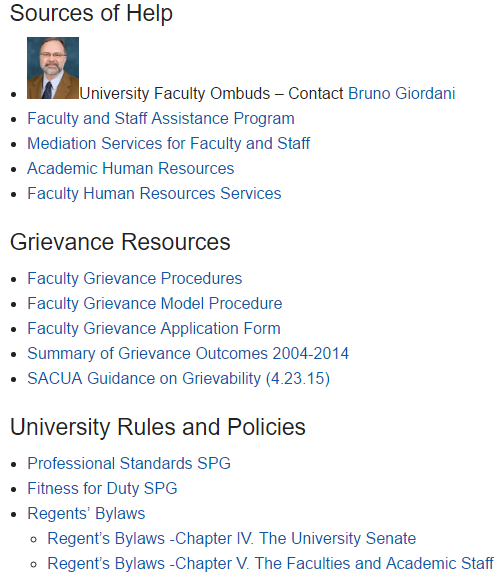 Sources of Help
University Faculty Ombuds – Contact Bruno Giordani
Faculty and Staff Assistance Program
Mediation Services for Faculty and Staff
Academic Human Resources
Faculty Human Resources Services
Grievance Resources
Faculty Grievance Procedures
Faculty Grievance Model Procedure
Faculty Grievance Application Form
Summary of Grievance Outcomes 2004-2014
SACUA Guidance on Grievability (4.23.15)
University Rules and Policies
Professional Standards SPG
Fitness for Duty SPG
Regents’ Bylaws
Regent’s Bylaws -Chapter IV. The University Senate
Regent’s Bylaws -Chapter V. The Faculties and Academic Staff